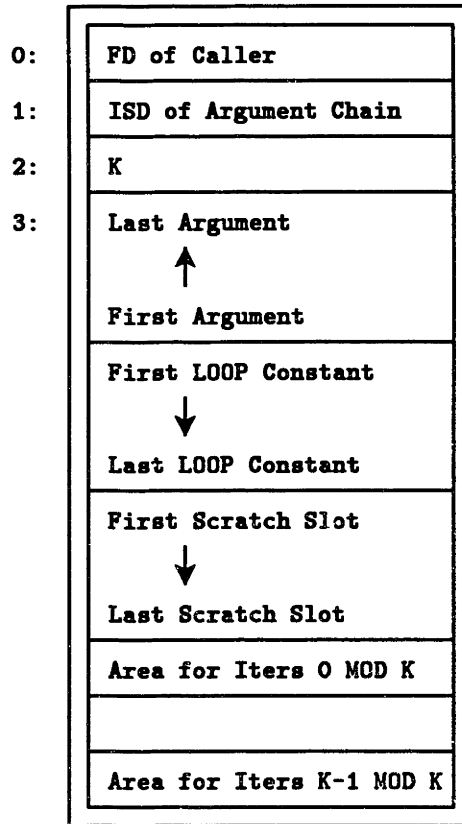 0: FD of Caller
1: ISD of Argument Chain
2: K
3: Last Argument
First Argument
First LOOP Constant
Last LOOP Constant
First Scratch Slot
Last Scratch Slot
Area for Iters 0 MOD K
Area for Iters K-1 MOD K